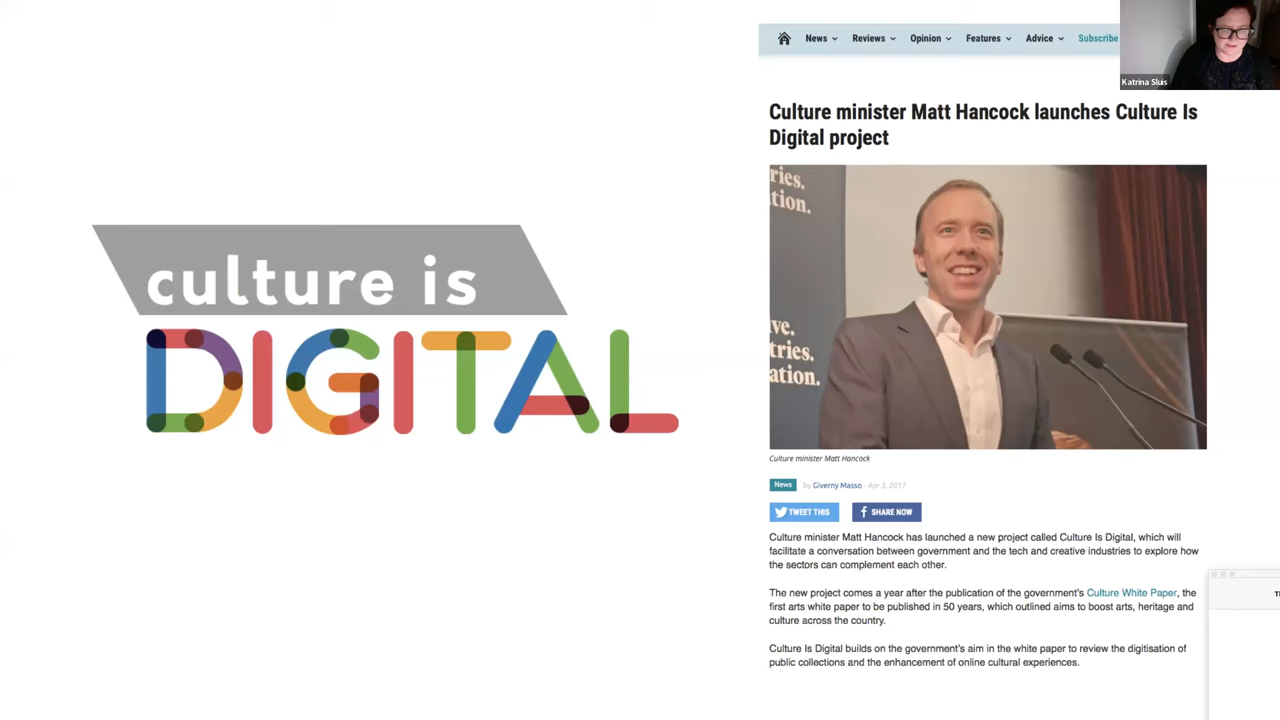 culture is
DIGITAL
News
Reviews
Opinion
Features
Advice
Subscribe
Katrina Sluis
Culture minister Matt Hancock launches Culture Is
Digital project
ries.
tion.
ve.
tries.
ation.
Culture minister Matt Hancock
News by Giverny Masso - Apr 3, 2017
TWEET THIS
SHARE NOW
Culture minister Matt Hancock has launched a new project called Culture Is Digital, which will
facilitate a conversation between government and the tech and creative industries to explore how
the sectors can complement each other.
The new project comes a year after the publication of the government's Culture White Paper, the
first arts white paper to be published in 50 years, which outlined aims to boost arts, heritage and
culture across the country.
Culture Is Digital builds on the government's aim in the white paper to review the digitisation of
public collections and the enhancement of online cultural experiences.